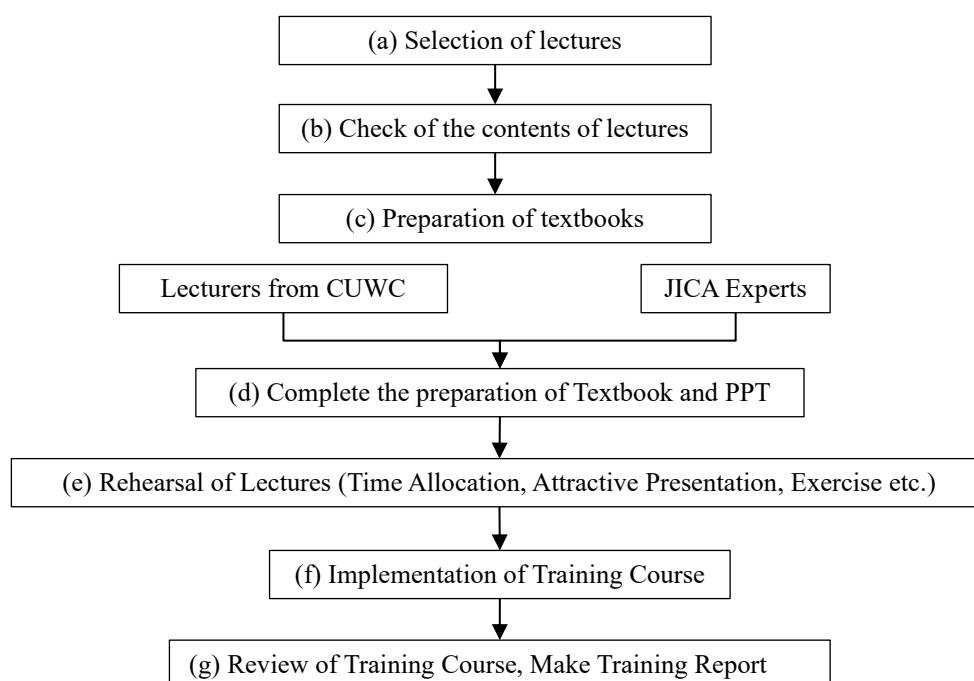 (a) Selection of lectures
(b) Check of the contents of lectures
(c) Preparation of textbooks
Lecturers from CUWC
JICA Experts
(d) Complete the preparation of Textbook and PPT
(e) Rehearsal of Lectures (Time Allocation, Attractive Presentation, Exercise etc.)
(f) Implementation of Training Course
(g) Review of Training Course, Make Training Report